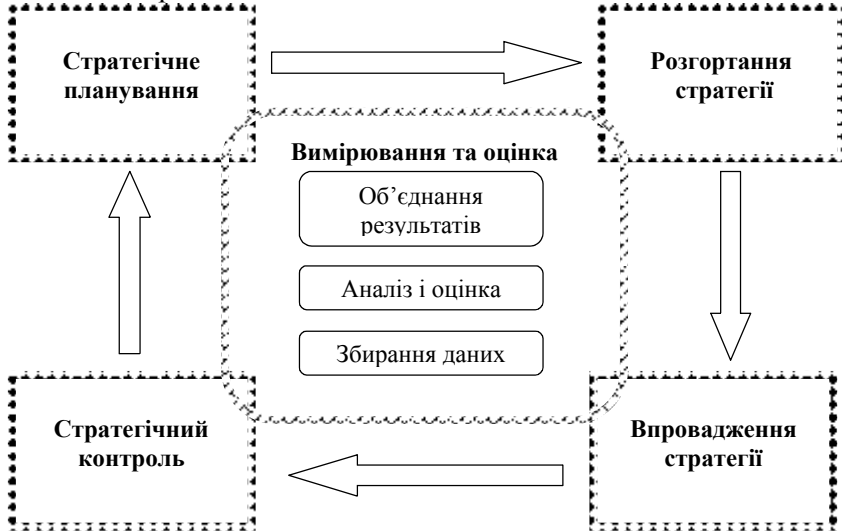 Стратегічне
планування
Розгортання
стратегії
Вимірювання та оцінка
Об’єднання
результатів
Аналіз і оцінка
Збирання даних
Стратегічний
контроль
Впровадження
стратегії